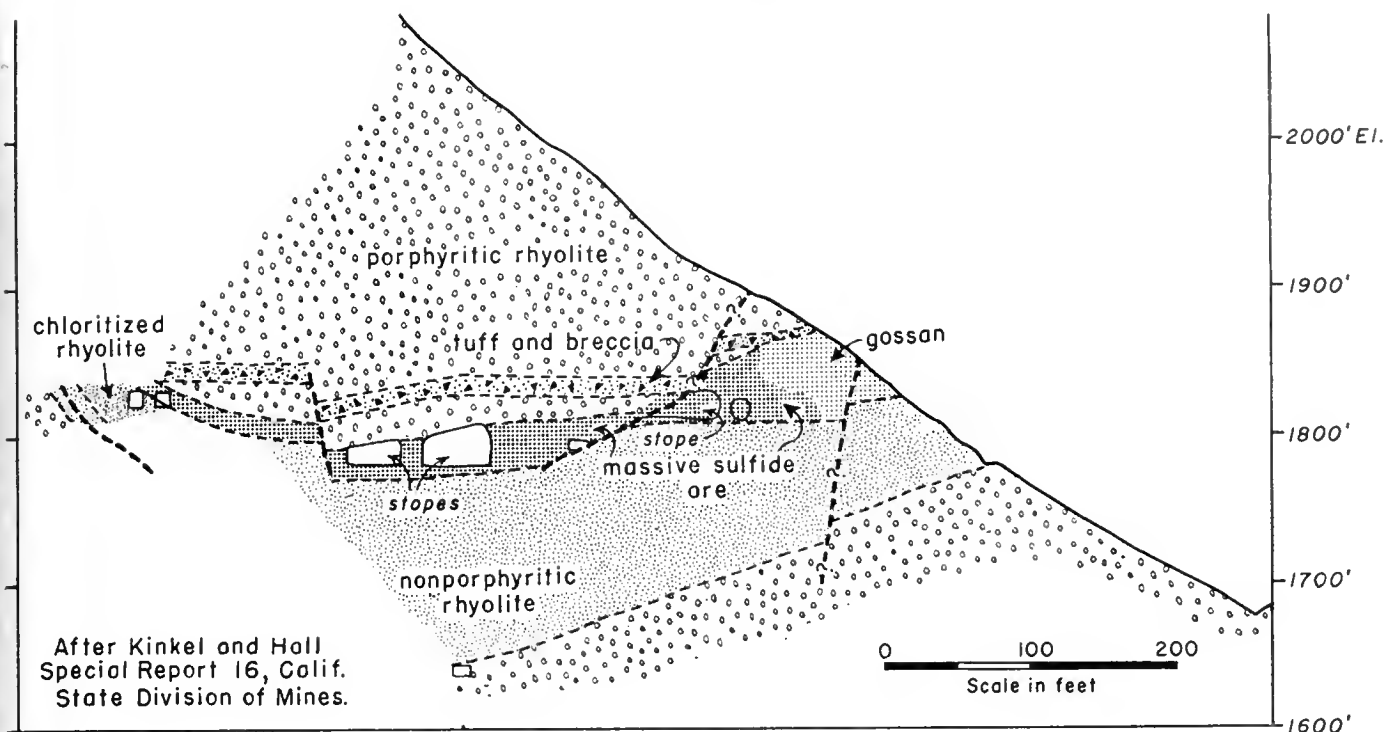 2000' El.
porphyritic rhyolite
1900'
chloritized
rhyolite
tuff and breccia
gossan
1800'
stope
massive sulfide
ore
stopes
nonporphyritic
rhyolite
1700'
After Kinkel and Hall
Special Report 16, Calif.
State Division of Mines.
0 100 200
Scale in feet
1600'